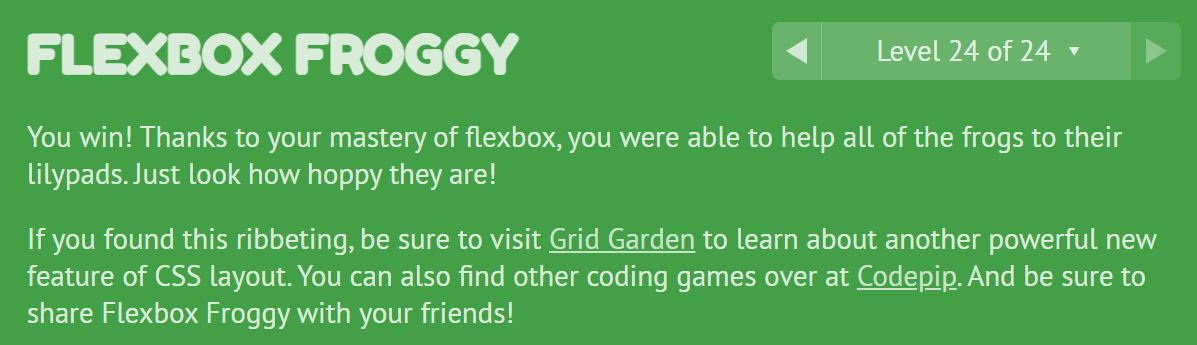 FLEXBOX FROGGY
Level 24 of 24
You win! Thanks to your mastery of flexbox, you were able to help all of the frogs to their
lilypads. Just look how hoppy they are!
If you found this ribbeting, be sure to visit Grid Garden to learn about another powerful new
feature of CSS layout. You can also find other coding games over at Codepip. And be sure to
share Flexbox Froggy with your friends!